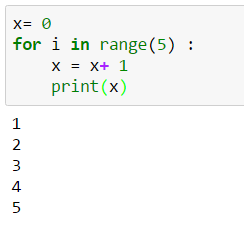 x= 0
for i in range(5) :
    x = x+ 1
    print(x)
1
2
3
4
5